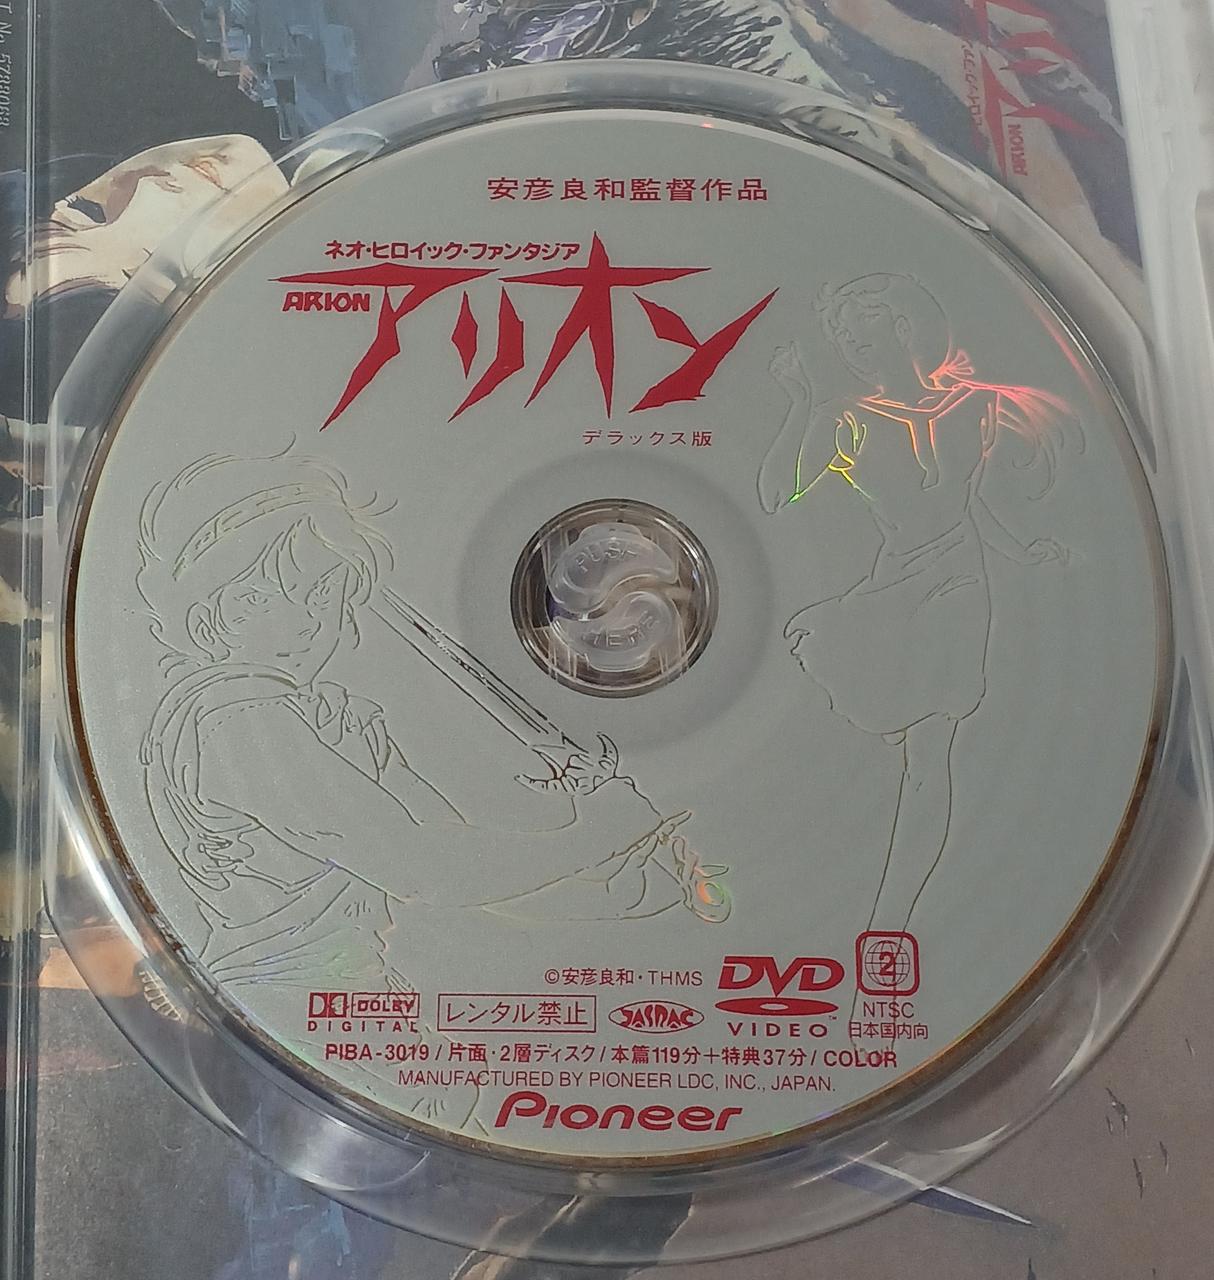 安彦良和監督作品
ネオ・ヒロイック・ファンタジア
ARION アリオン
デラックス版
PUSH
HERE
©安彦良和・THMS
DVD
VIDEO™
2
NTSC
日本国内向
DOLBY
DIGITAL
レンタル禁止
JASRAC
PIBA-3019 / 片面・2層ディスク / 本篇119分＋特典37分 / COLOR
MANUFACTURED BY PIONEER LDC, INC., JAPAN.
Pioneer
ARION